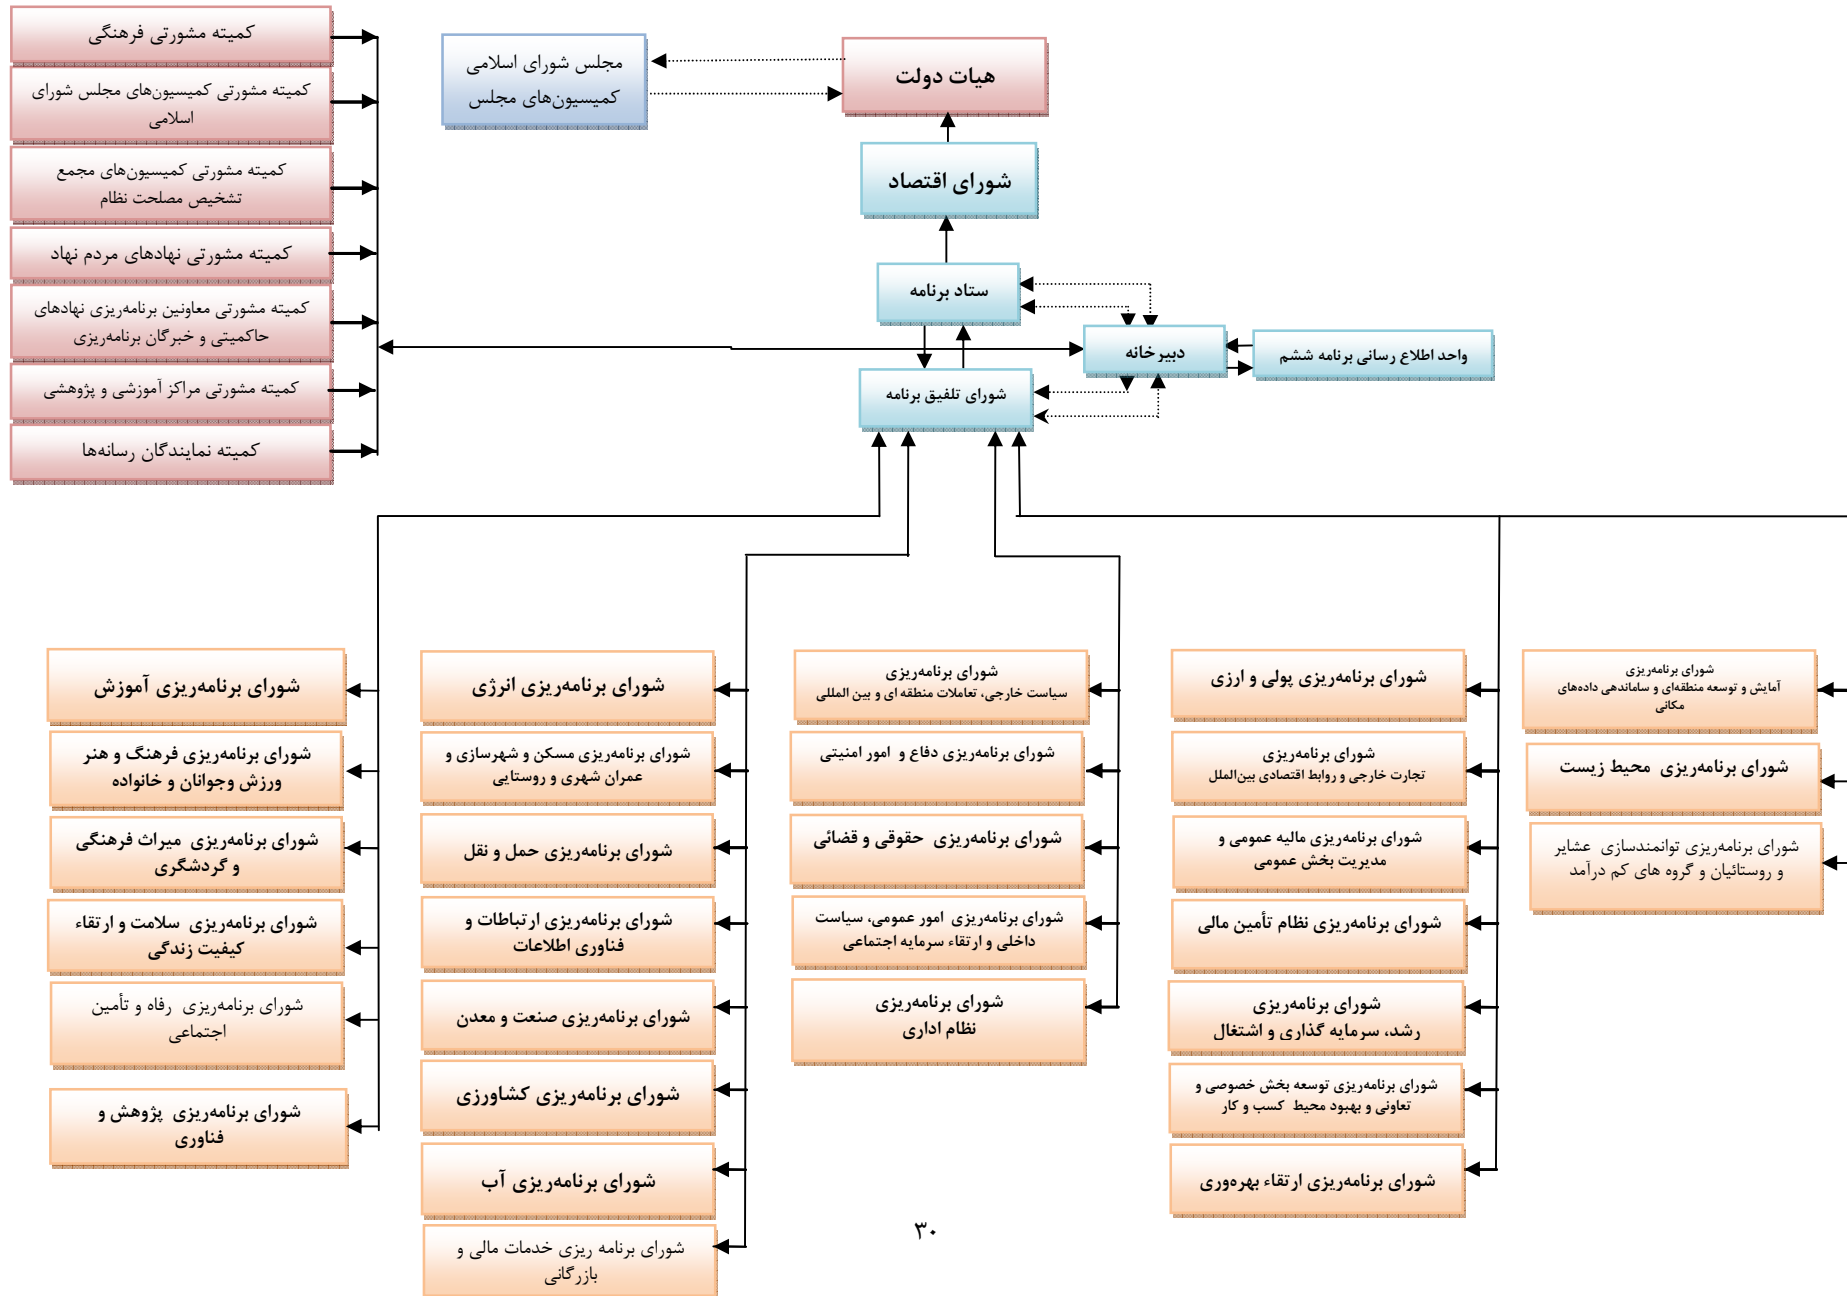 کمیته مشورتی فرهنگی
کمیته مشورتی کمیسیون‌های مجلس شورای
اسلامی
کمیته مشورتی کمیسیون‌های مجمع
تشخیص مصلحت نظام
کمیته مشورتی نهادهای مردم نهاد
کمیته مشورتی معاونین برنامه‌ریزی نهادهای
حاکمیتی و خبرگان برنامه‌ریزی
کمیته مشورتی مراکز آموزشی و پژوهشی
کمیته نمایندگان رسانه‌ها
مجلس شورای اسلامی
کمیسیون‌های مجلس
هیات دولت
شورای اقتصاد
ستاد برنامه
دبیرخانه
واحد اطلاع رسانی برنامه ششم
شورای تلفیق برنامه
شورای برنامه‌ریزی آموزش
شورای برنامه‌ریزی فرهنگ و هنر
ورزش وجوانان و خانواده
شورای برنامه‌ریزی میراث فرهنگی
و گردشگری
شورای برنامه‌ریزی سلامت و ارتقاء
کیفیت زندگی
شورای برنامه‌ریزی رفاه و تأمین
اجتماعی
شورای برنامه‌ریزی پژوهش و
فناوری
شورای برنامه‌ریزی انرژی
شورای برنامه‌ریزی مسکن و شهرسازی و
عمران شهری و روستایی
شورای برنامه‌ریزی حمل و نقل
شورای برنامه‌ریزی ارتباطات و
فناوری اطلاعات
شورای برنامه‌ریزی صنعت و معدن
شورای برنامه‌ریزی کشاورزی
شورای برنامه‌ریزی آب
شورای برنامه ریزی خدمات مالی و
بازرگانی
شورای برنامه‌ریزی
سیاست خارجی، تعاملات منطقه ای و بین المللی
شورای برنامه‌ریزی دفاع و امور امنیتی
شورای برنامه‌ریزی حقوقی و قضائی
شورای برنامه‌ریزی امور عمومی، سیاست
داخلی و ارتقاء سرمایه اجتماعی
شورای برنامه‌ریزی
نظام اداری
شورای برنامه‌ریزی پولی و ارزی
شورای برنامه‌ریزی
تجارت خارجی و روابط اقتصادی بین‌الملل
شورای برنامه‌ریزی مالیه عمومی و
مدیریت بخش عمومی
شورای برنامه‌ریزی نظام تأمین مالی
شورای برنامه‌ریزی
رشد، سرمایه گذاری و اشتغال
شورای برنامه‌ریزی توسعه بخش خصوصی و
تعاونی و بهبود محیط کسب و کار
شورای برنامه‌ریزی ارتقاء بهره‌وری
شورای برنامه‌ریزی
آمایش و توسعه منطقه‌ای و ساماندهی داده‌های
مکانی
شورای برنامه‌ریزی محیط زیست
شورای برنامه‌ریزی توانمندسازی عشایر
و روستائیان و گروه های کم درآمد
۳۰